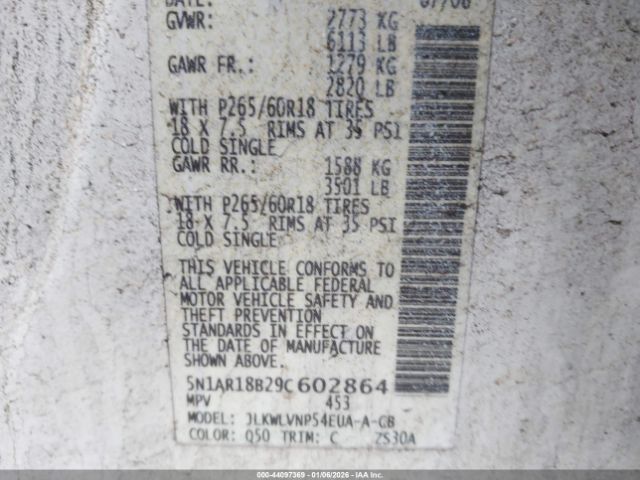 DATE: 07/08
GVWR: 2773 KG
6113 LB
GAWR FR.: 1279 KG
2820 LB
WITH P265/60R18 TIRES
18 X 7.5 RIMS AT 35 PSI
COLD SINGLE
GAWR RR.: 1588 KG
3501 LB
WITH P265/60R18 TIRES
18 X 7.5 RIMS AT 35 PSI
COLD SINGLE
THIS VEHICLE CONFORMS TO
ALL APPLICABLE FEDERAL
MOTOR VEHICLE SAFETY AND
THEFT PREVENTION
STANDARDS IN EFFECT ON
THE DATE OF MANUFACTURE
SHOWN ABOVE.
5N1AR18B29C602864
MPV 453
MODEL: JLKWLVNP54EUA-A-CB
COLOR: Q50 TRIM: C ZS30A
000-44097369 | 01/06/2026 | IAA Inc.